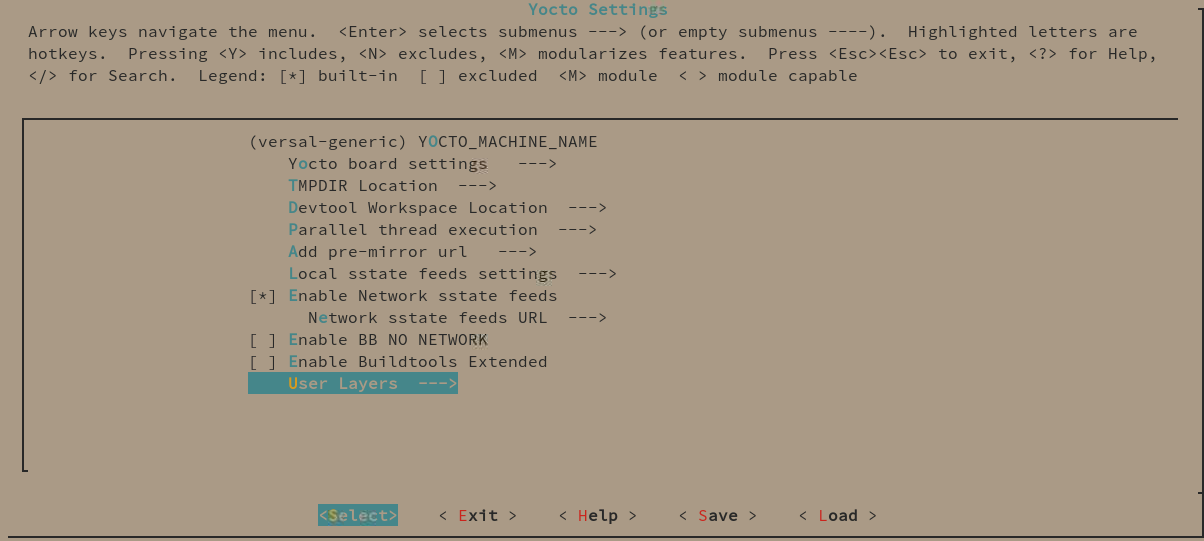 Yocto Settings
Arrow keys navigate the menu.  <Enter> selects submenus ---> (or empty submenus ----).  Highlighted letters are
hotkeys.  Pressing <Y> includes, <N> excludes, <M> modularizes features.  Press <Esc><Esc> to exit, <?> for Help,
</> for Search.  Legend: [*] built-in  [ ] excluded  <M> module  < > module capable
(versal-generic) YOCTO_MACHINE_NAME
Yocto board settings   --->
TMPDIR Location  --->
Devtool Workspace Location  --->
Parallel thread execution  --->
Add pre-mirror url   --->
Local sstate feeds settings  --->
[*] Enable Network sstate feeds
Network sstate feeds URL  --->
[ ] Enable BB NO NETWORK
[ ] Enable Buildtools Extended
User Layers  --->
<Select>    < Exit >    < Help >    < Save >    < Load >